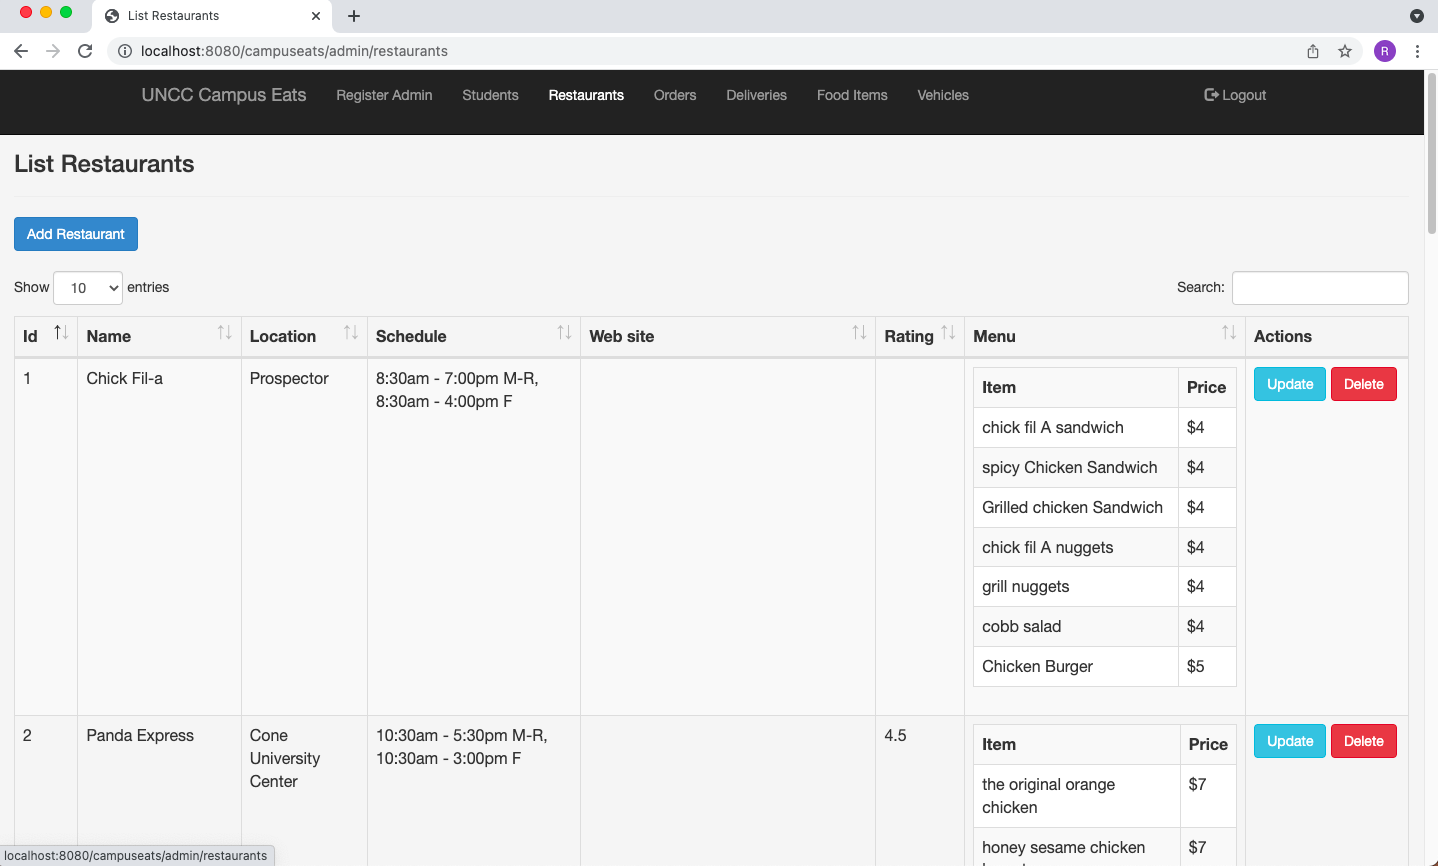 List Restaurants
localhost:8080/campuseats/admin/restaurants
R
UNCC Campus Eats Register Admin Students Restaurants Orders Deliveries Food Items Vehicles Logout
List Restaurants
Add Restaurant
Show 10 entries Search:
Id Name Location Schedule Web site Rating Menu Actions
1 Chick Fil-a Prospector 8:30am - 7:00pm M-R,
8:30am - 4:00pm F
Item Price
chick fil A sandwich $4
spicy Chicken Sandwich $4
Grilled chicken Sandwich $4
chick fil A nuggets $4
grill nuggets $4
cobb salad $4
Chicken Burger $5
Update Delete
2 Panda Express Cone
University
Center
10:30am - 5:30pm M-R,
10:30am - 3:00pm F
4.5
Item Price
the original orange
chicken
$7
honey sesame chicken
$7
Update Delete
localhost:8080/campuseats/admin/restaurants